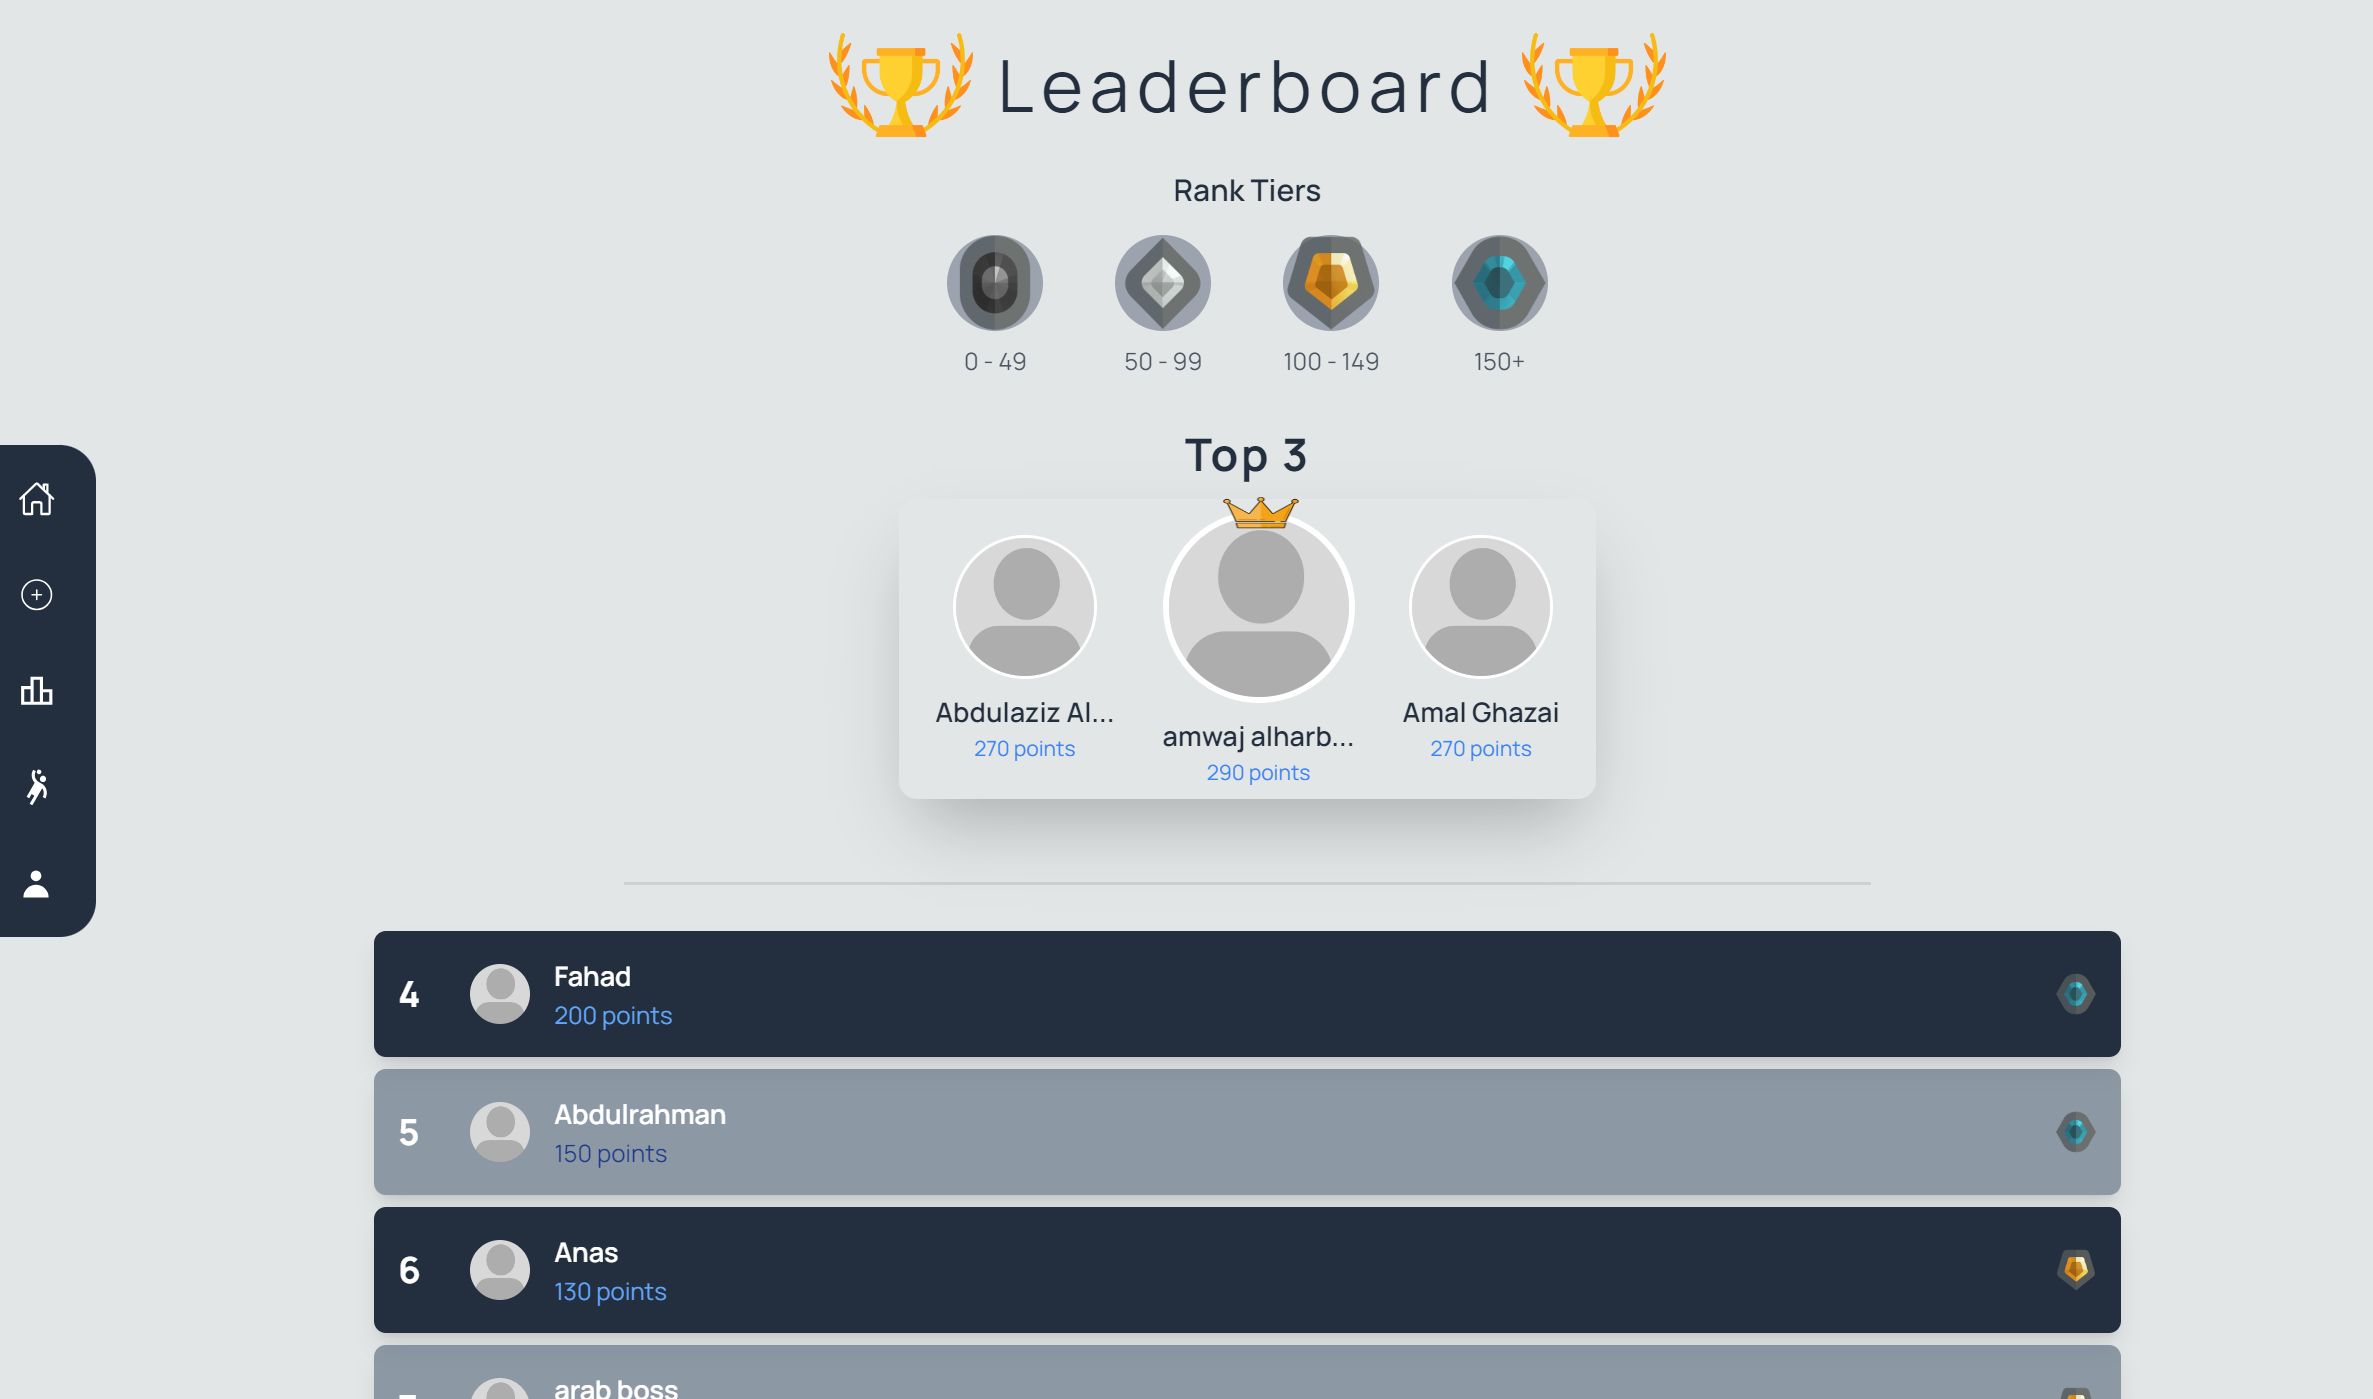 Leaderboard
Rank Tiers
0 - 49
50 - 99
100 - 149
150+
Top 3
Abdulaziz Al...
270 points
amwaj alharb...
290 points
Amal Ghazai
270 points
4
Fahad
200 points
5
Abdulrahman
150 points
6
Anas
130 points
arab boss